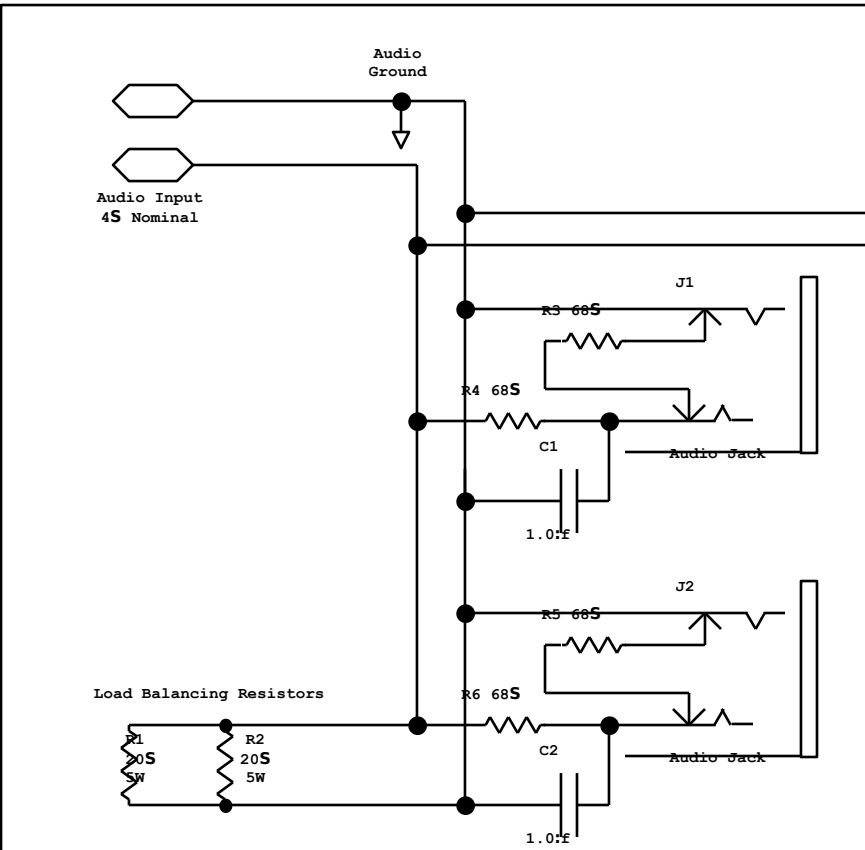 Audio
Ground
Audio Input
4S Nominal
J1
R3 68S
R4 68S
C1
Audio Jack
1.0:f
J2
R5 68S
Load Balancing Resistors
R6 68S
R1
20S
5W
R2
20S
5W
C2
Audio Jack
1.0:f